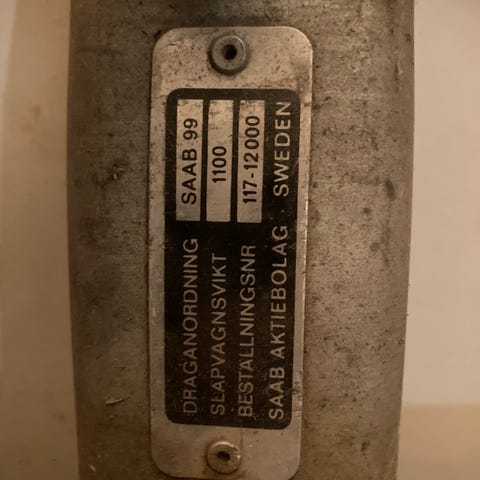 DRAGANORDNING SAAB 99
SLAPVAGNSVIKT 1100
BESTALLNINGSNR 117-12000
SAAB AKTIEBOLAG SWEDEN